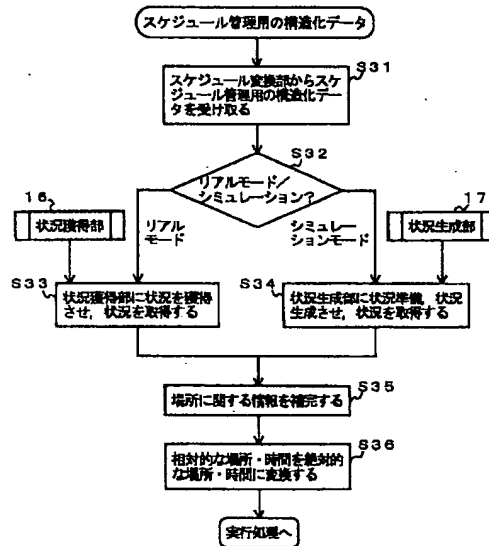 スケジュール管理用の構造化データ
S31
スケジュール変換部からスケ
ジュール管理用の構造化デー
タを受け取る
S32
リアルモード／
シミュレーション？
16
状況獲得部
リアル
モード
シミュレー
ションモード
17
状況生成部
S33
状況獲得部に状況を獲得
させ，状況を取得する
S34
状況生成部に状況準備，状況
生成させ，状況を取得する
S35
場所に関する情報を補完する
S36
相対的な場所・時間を絶対的
な場所・時間に変換する
実行処理へ